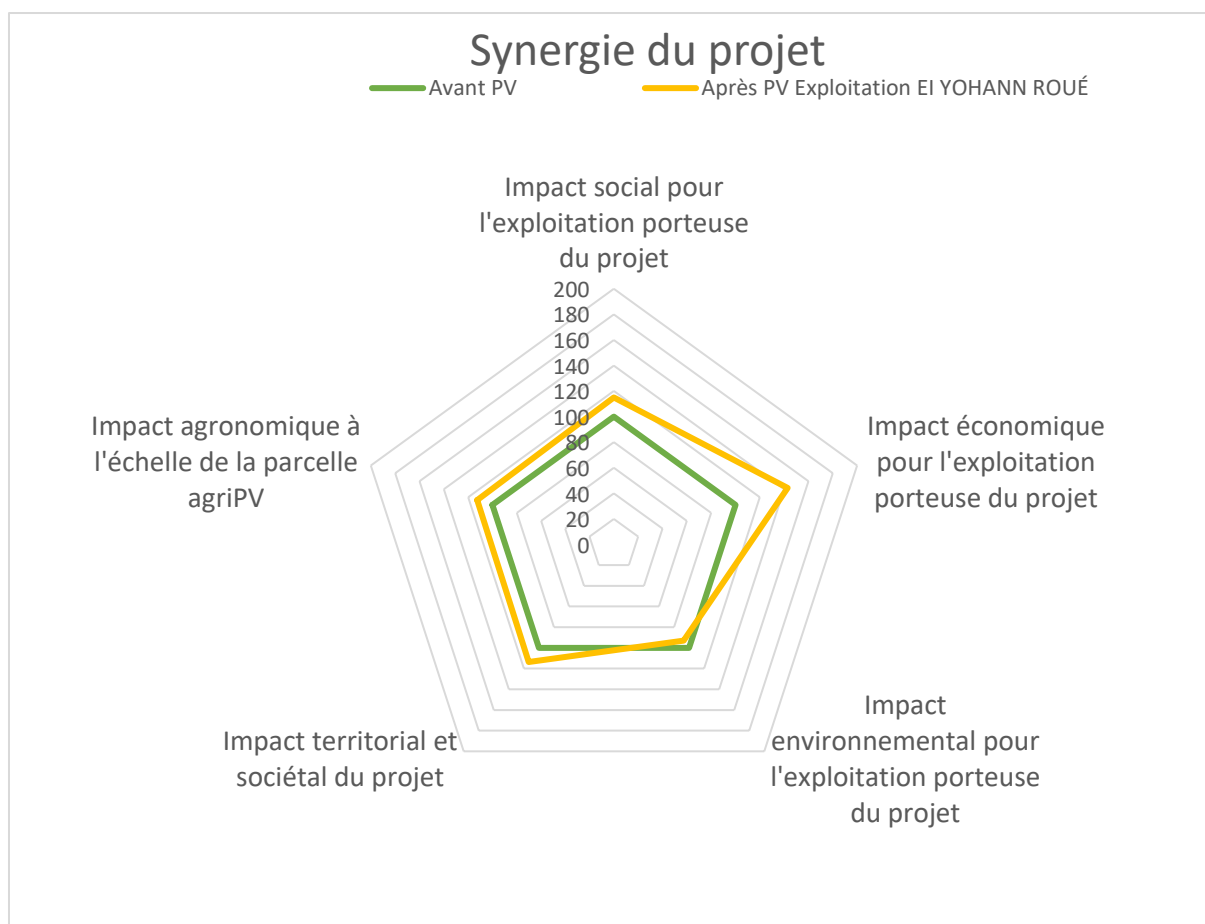 Synergie du projet
Avant PV
Après PV Exploitation EI YOHANN ROUÉ
Impact social pour
l'exploitation porteuse
du projet
200
180
160
140
120
100
80
60
40
20
0
Impact économique
pour l'exploitation
porteuse du projet
Impact
environnemental pour
l'exploitation porteuse
du projet
Impact territorial et
sociétal du projet
Impact agronomique à
l'échelle de la parcelle
agriPV